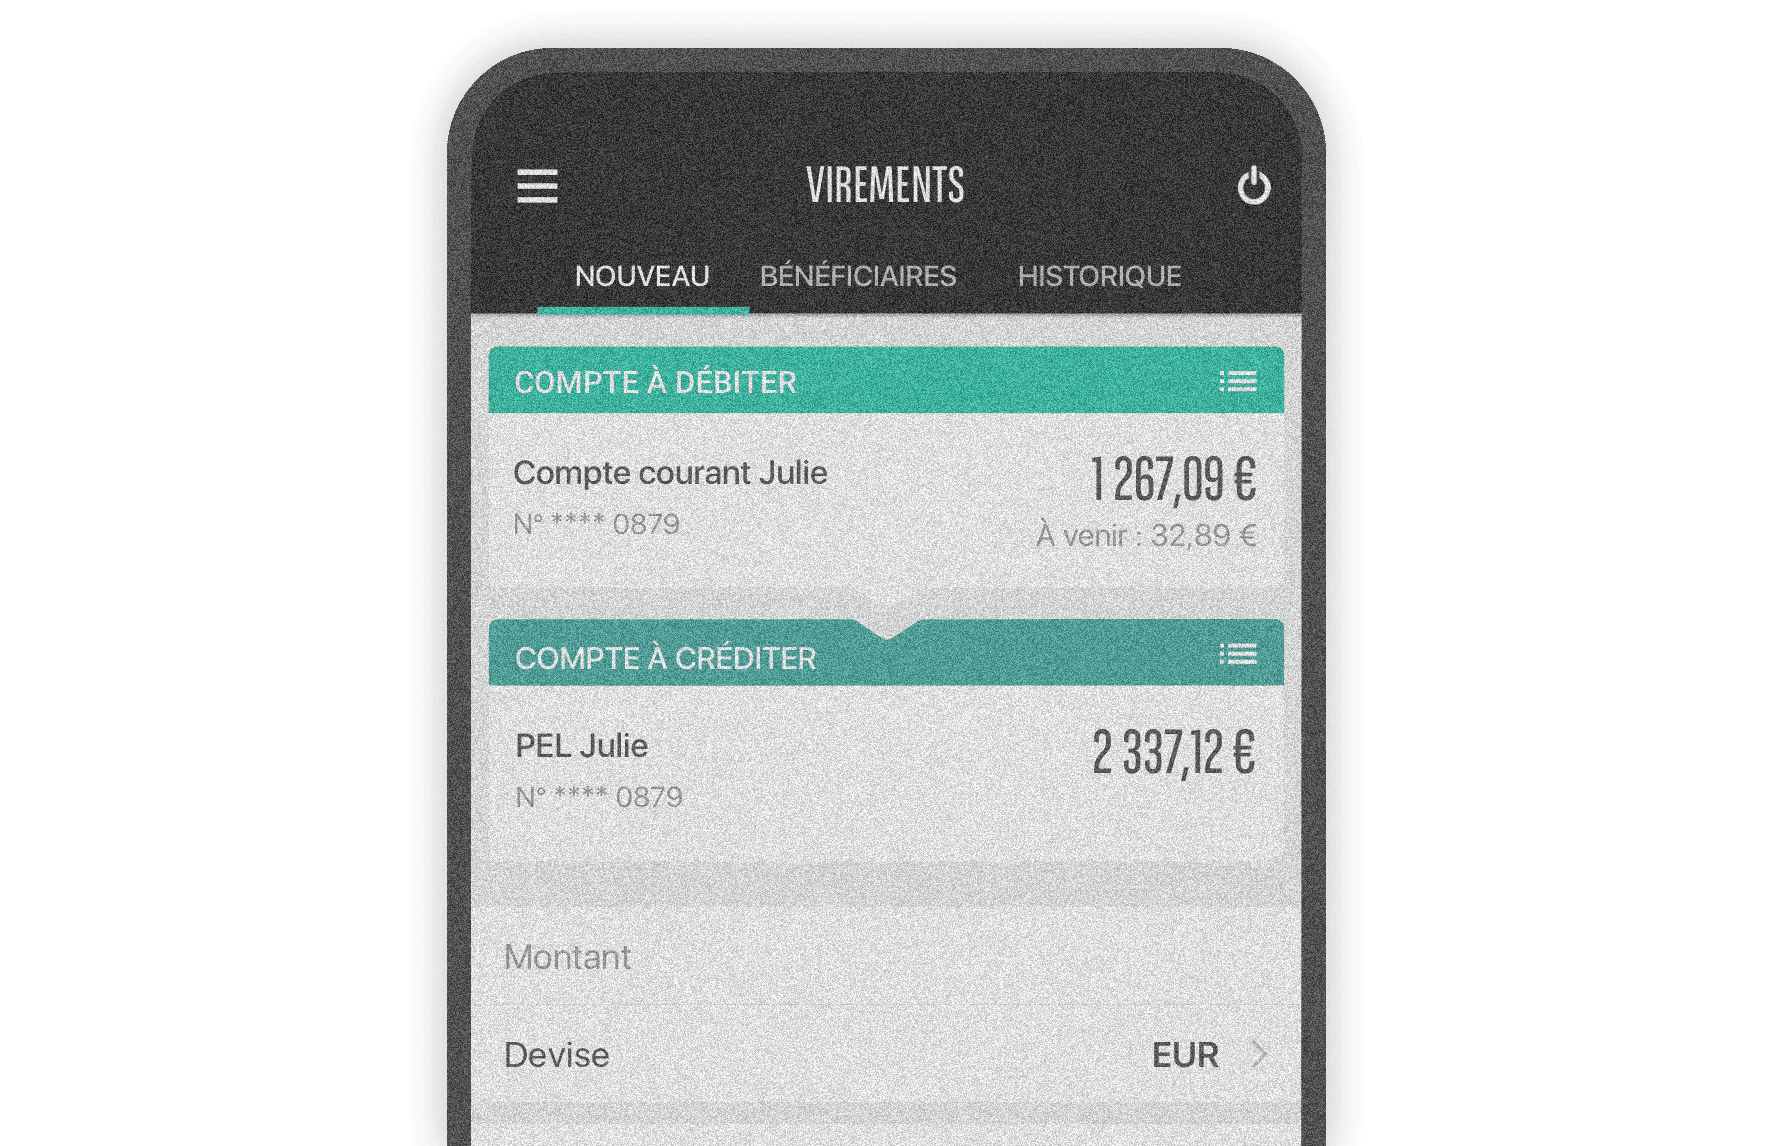 VIREMENTS
NOUVEAU BÉNÉFICIAIRES HISTORIQUE
COMPTE À DÉBITER
Compte courant Julie 1 267,09 €
N° **** 0879 À venir : 32,89 €
COMPTE À CRÉDITER
PEL Julie 2 337,12 €
N° **** 0879
Montant
Devise EUR